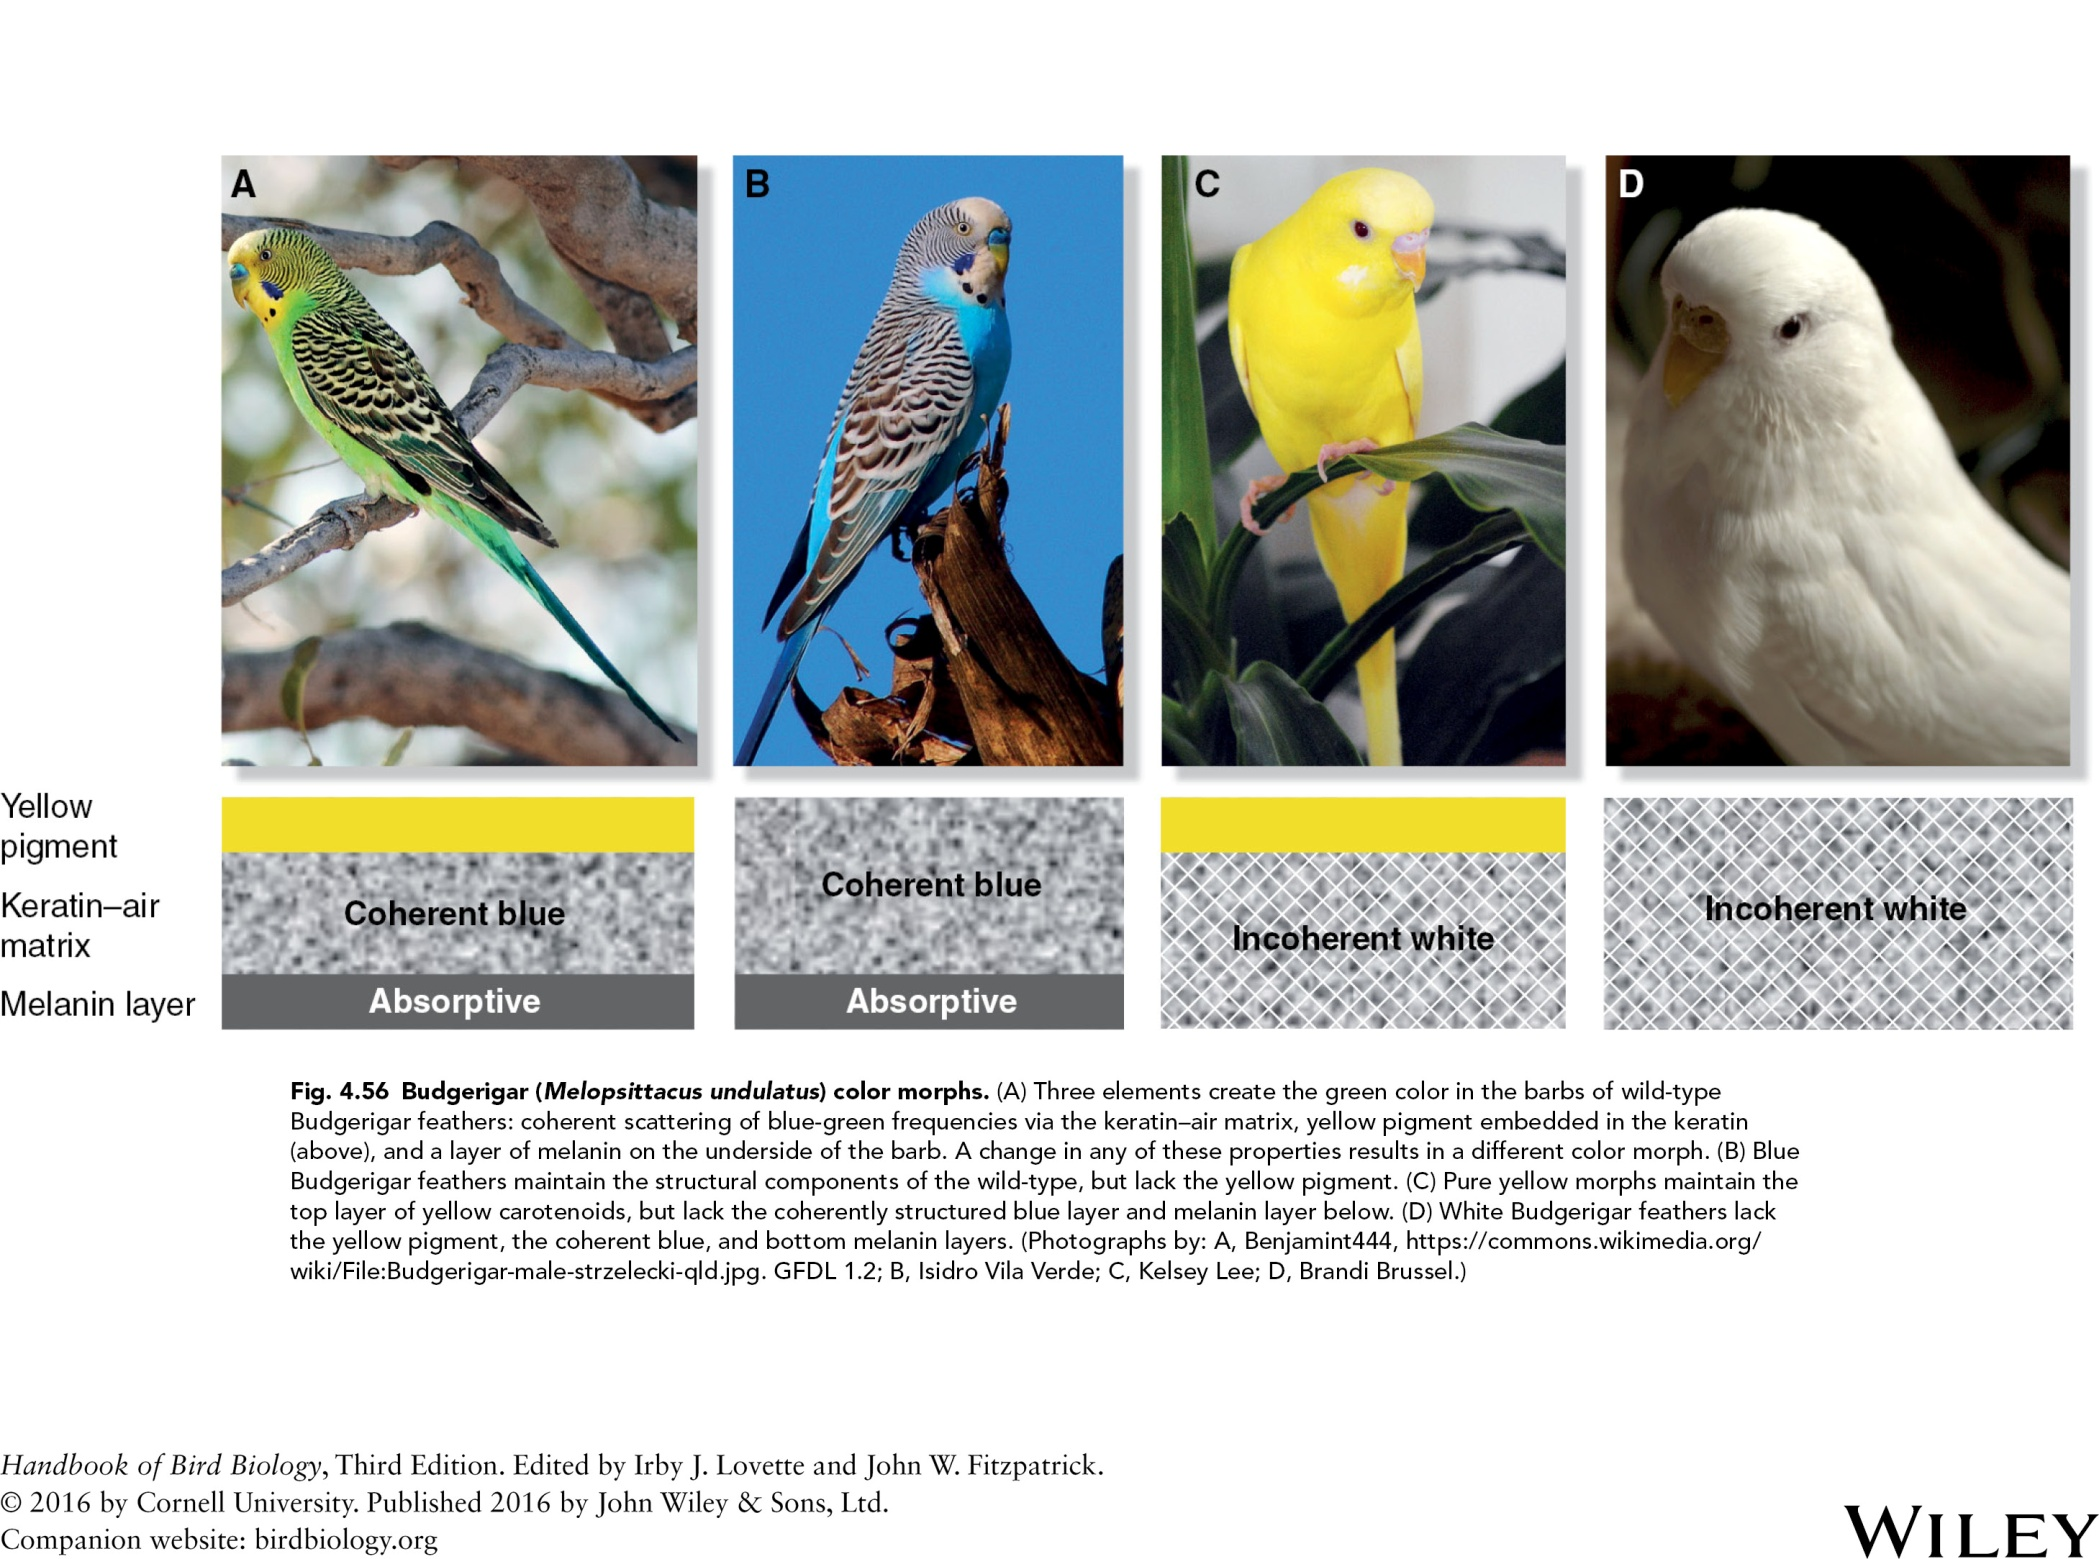 A
B
C
D
Yellow
pigment
Keratin–air
matrix
Melanin layer
Coherent blue
Absorptive
Coherent blue
Absorptive
Incoherent white
Incoherent white
Fig. 4.56 Budgerigar (Melopsittacus undulatus) color morphs. (A) Three elements create the green color in the barbs of wild-type
Budgerigar feathers: coherent scattering of blue-green frequencies via the keratin–air matrix, yellow pigment embedded in the keratin
(above), and a layer of melanin on the underside of the barb. A change in any of these properties results in a different color morph. (B) Blue
Budgerigar feathers maintain the structural components of the wild-type, but lack the yellow pigment. (C) Pure yellow morphs maintain the
top layer of yellow carotenoids, but lack the coherently structured blue layer and melanin layer below. (D) White Budgerigar feathers lack
the yellow pigment, the coherent blue, and bottom melanin layers. (Photographs by: A, Benjamint444, https://commons.wikimedia.org/
wiki/File:Budgerigar-male-strzelecki-qld.jpg. GFDL 1.2; B, Isidro Vila Verde; C, Kelsey Lee; D, Brandi Brussel.)
Handbook of Bird Biology, Third Edition. Edited by Irby J. Lovette and John W. Fitzpatrick.
© 2016 by Cornell University. Published 2016 by John Wiley & Sons, Ltd.
Companion website: birdbiology.org
WILEY